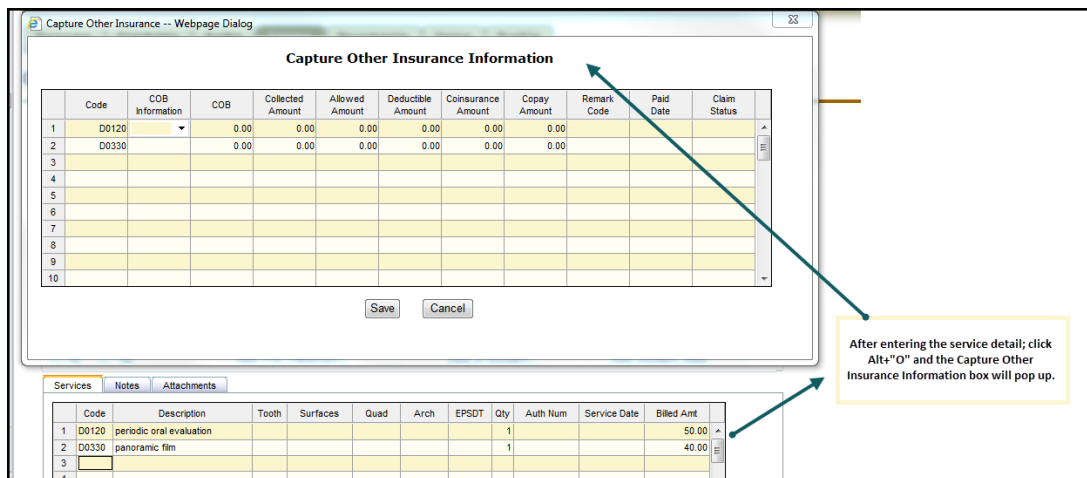 Capture Other Insurance -- Webpage Dialog
Capture Other Insurance Information
Code COB Information COB Collected Amount Allowed Amount Deductible Amount Coinsurance Amount Copay Amount Remark Code Paid Date Claim Status
1 D0120 0.00 0.00 0.00 0.00 0.00 0.00
2 D0330 0.00 0.00 0.00 0.00 0.00 0.00
3
4
5
6
7
8
9
10
Save Cancel
After entering the service detail; click
Alt+"O" and the Capture Other
Insurance Information box will pop up.
Services Notes Attachments
Code Description Tooth Surfaces Quad Arch EPSDT Qty Auth Num Service Date Billed Amt
1 D0120 periodic oral evaluation 1 50.00
2 D0330 panoramic film 1 40.00
3